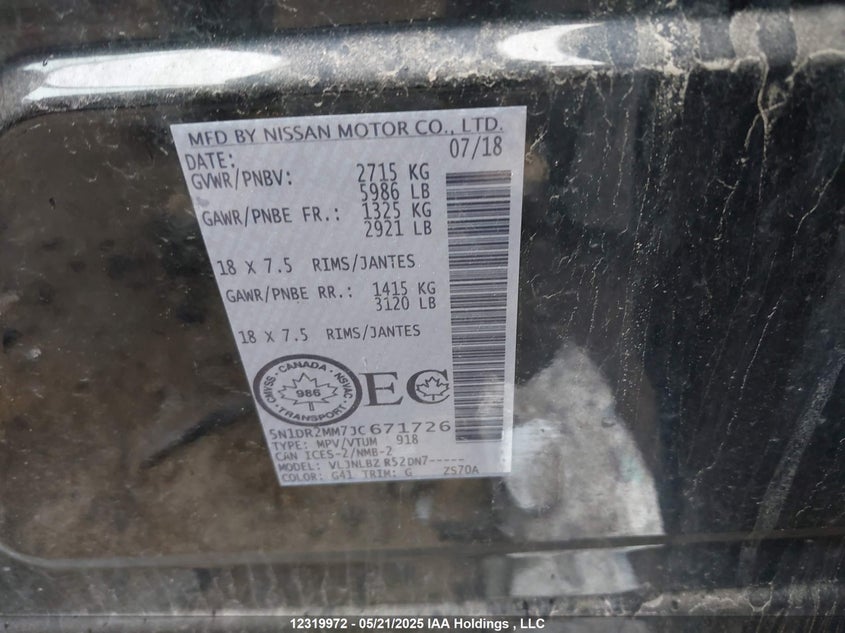 MFD BY NISSAN MOTOR CO., LTD.
DATE: 07/18
GVWR/PNBV: 2715 KG
5986 LB
GAWR/PNBE FR.: 1325 KG
2921 LB
18 X 7.5 RIMS/JANTES
GAWR/PNBE RR.: 1415 KG
3120 LB
18 X 7.5 RIMS/JANTES
CANADA
CMVSS NSVAC
986
TRANSPORT
EC
5N1DR2MM7JC671726
TYPE: MPV/VTUM 918
CAN ICES-2/NMB-2
MODEL: VLJNLBZ R52DN7-----
COLOR: G41 TRIM: G ZS70A
12319972 - 05/21/2025 IAA Holdings , LLC